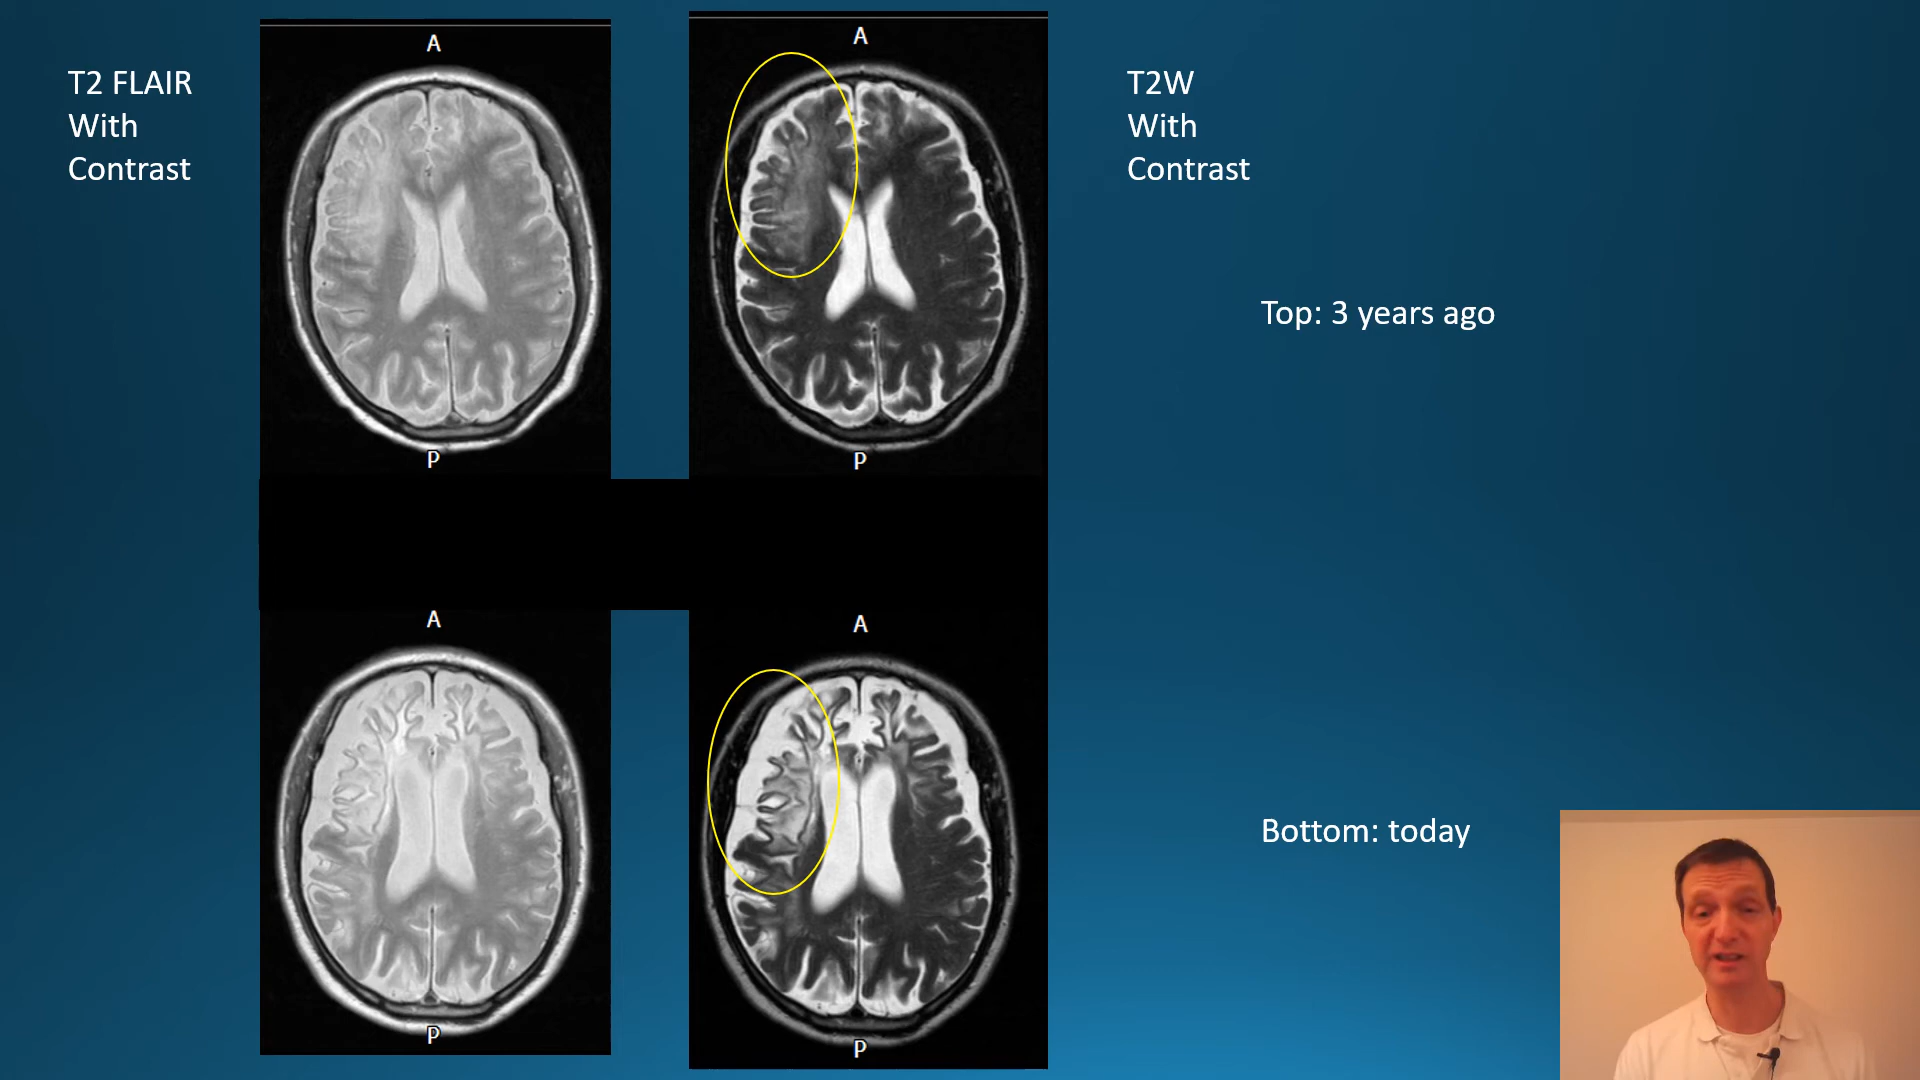 T2 FLAIR
With
Contrast
A
P
A
P
T2W
With
Contrast
Top: 3 years ago
A
P
A
P
Bottom: today